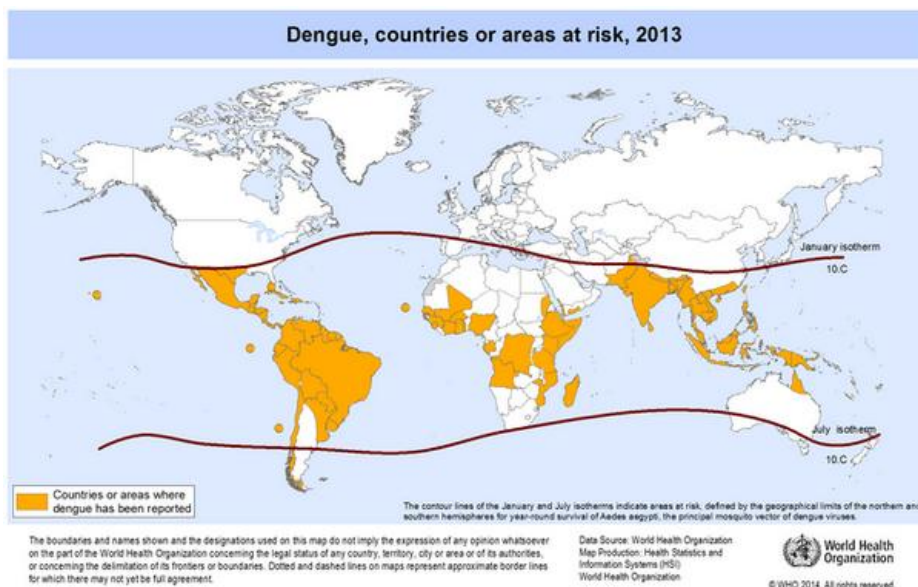 Dengue, countries or areas at risk, 2013
January isotherm
10.C
July isotherm
10.C
Countries or areas where
dengue has been reported
The contour lines of the January and July isotherms indicate areas at risk, defined by the geographical limits of the northern and
southern hemispheres for year-round survival of Aedes aegypti, the principal mosquito vector of dengue viruses.
The boundaries and names shown and the designations used on this map do not imply the expression of any opinion whatsoever
on the part of the World Health Organization concerning the legal status of any country, territory, city or area or of its authorities,
or concerning the delimitation of its frontiers or boundaries. Dotted and dashed lines on maps represent approximate border lines
for which there may not yet be full agreement.
Data Source: World Health Organization
Map Production: Health Statistics and
Information Systems (HSI)
World Health Organization
World Health
Organization
© WHO 2014. All rights reserved